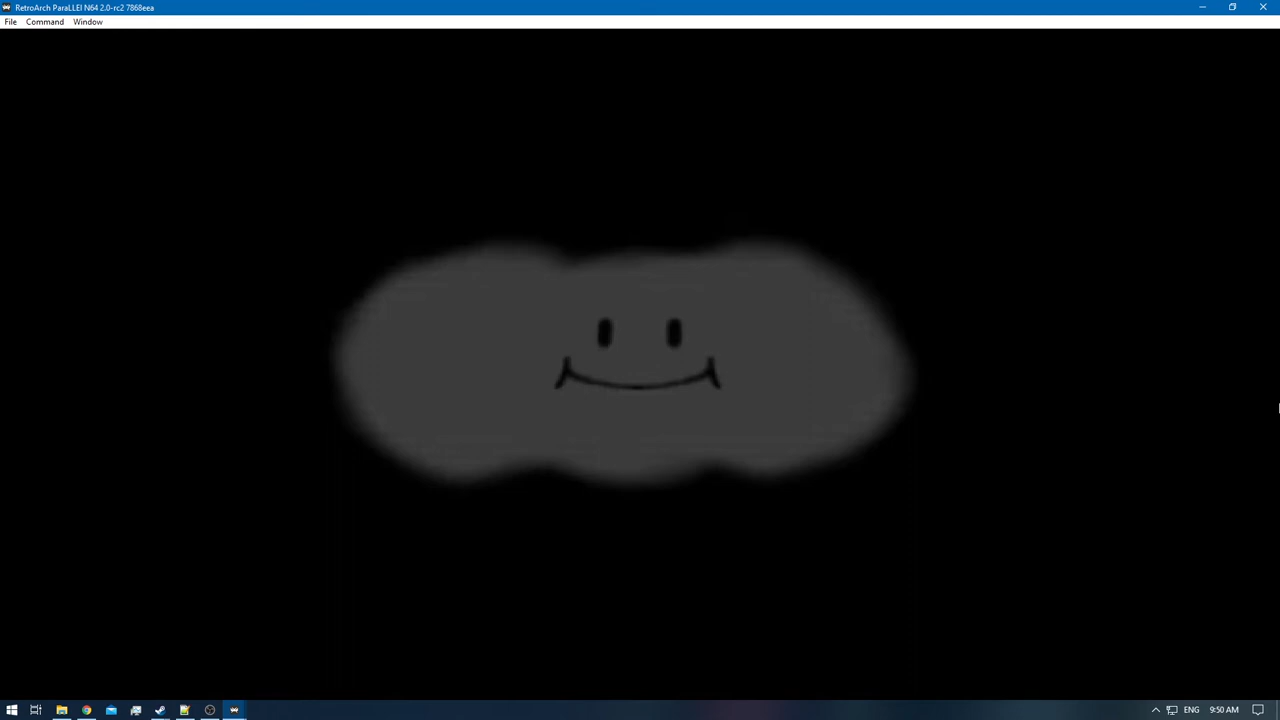 RetroArch ParaLLEl N64 2.0-rc2 7868eea
File Command Window
ENG 9:50 AM